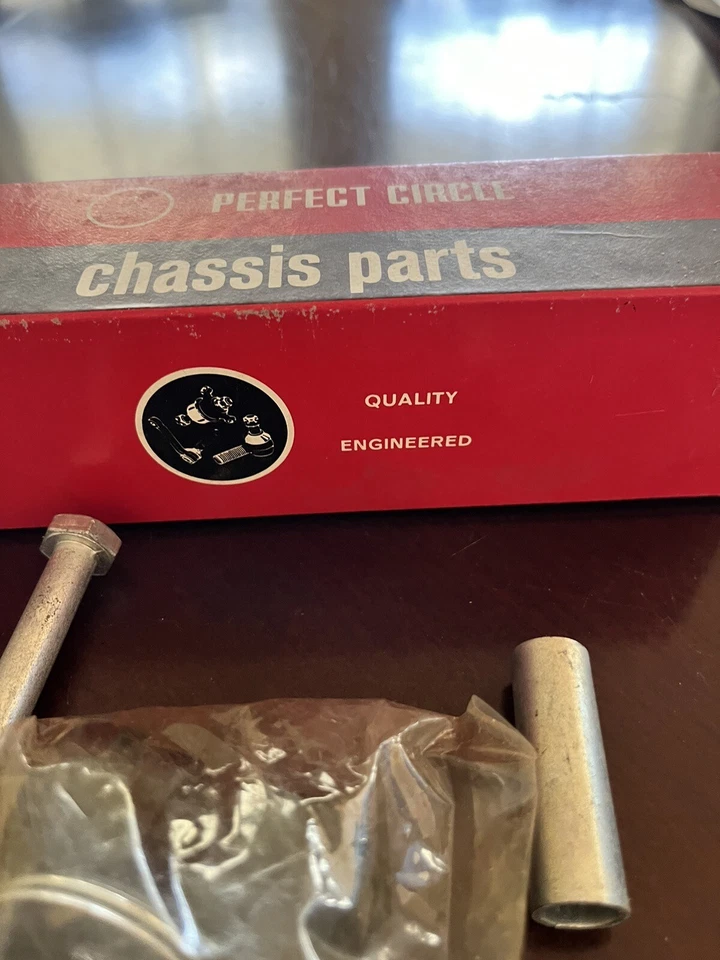 PERFECT CIRCLE
chassis parts
QUALITY
ENGINEERED